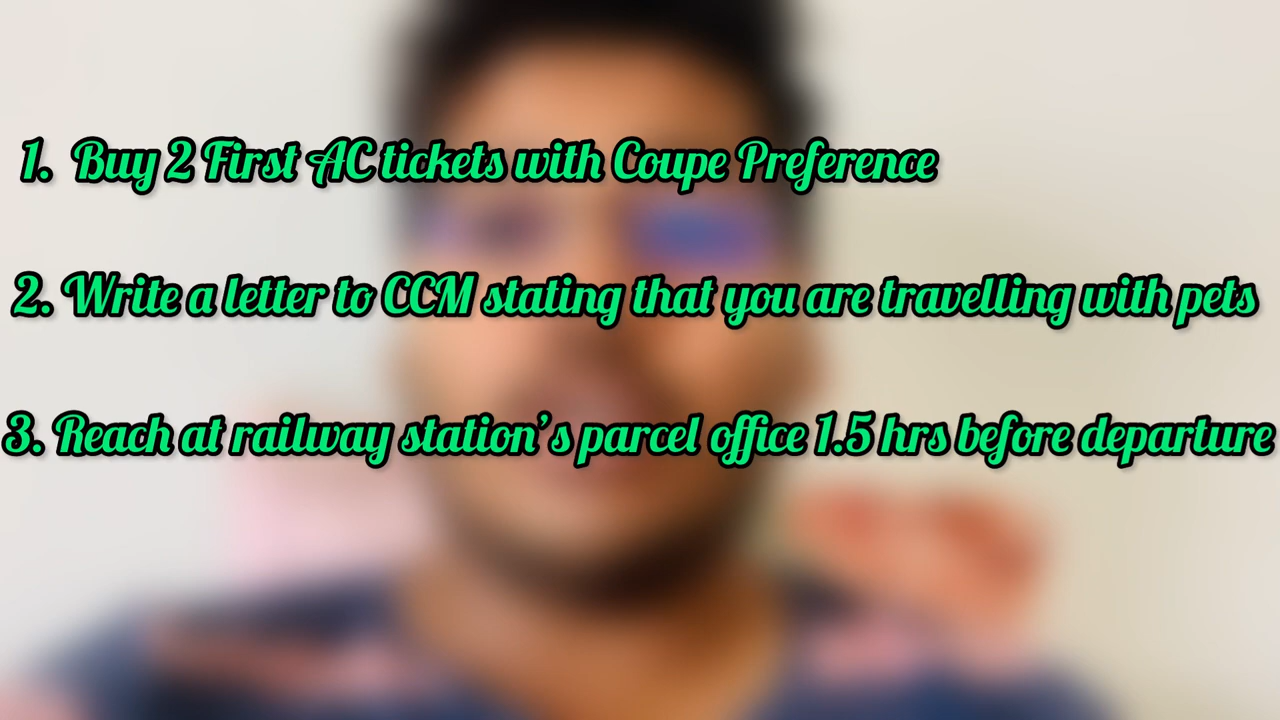 1. Buy 2 First AC tickets with Coupe Preference
2. Write a letter to CCM stating that you are travelling with pets
3. Reach at railway station's parcel office 1.5 hrs before departure